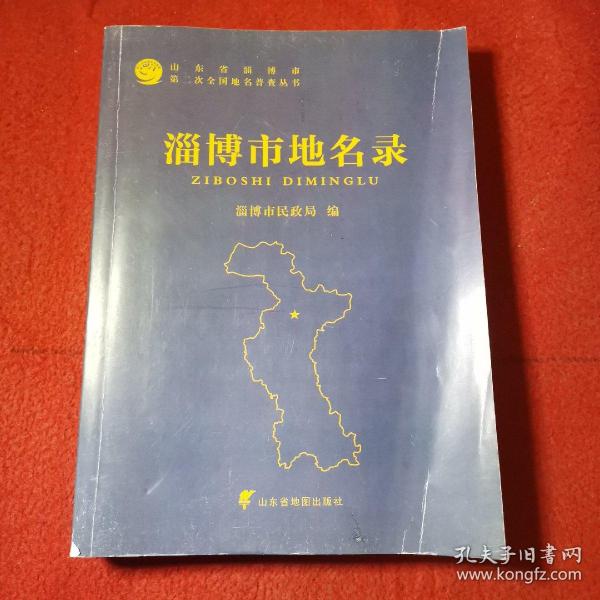 山东省淄博市
第二次全国地名普查丛书
淄博市地名录
ZIBOSHI DIMINGLU
淄博市民政局 编
山东省地图出版社
孔夫子旧书网
www.kongfz.com